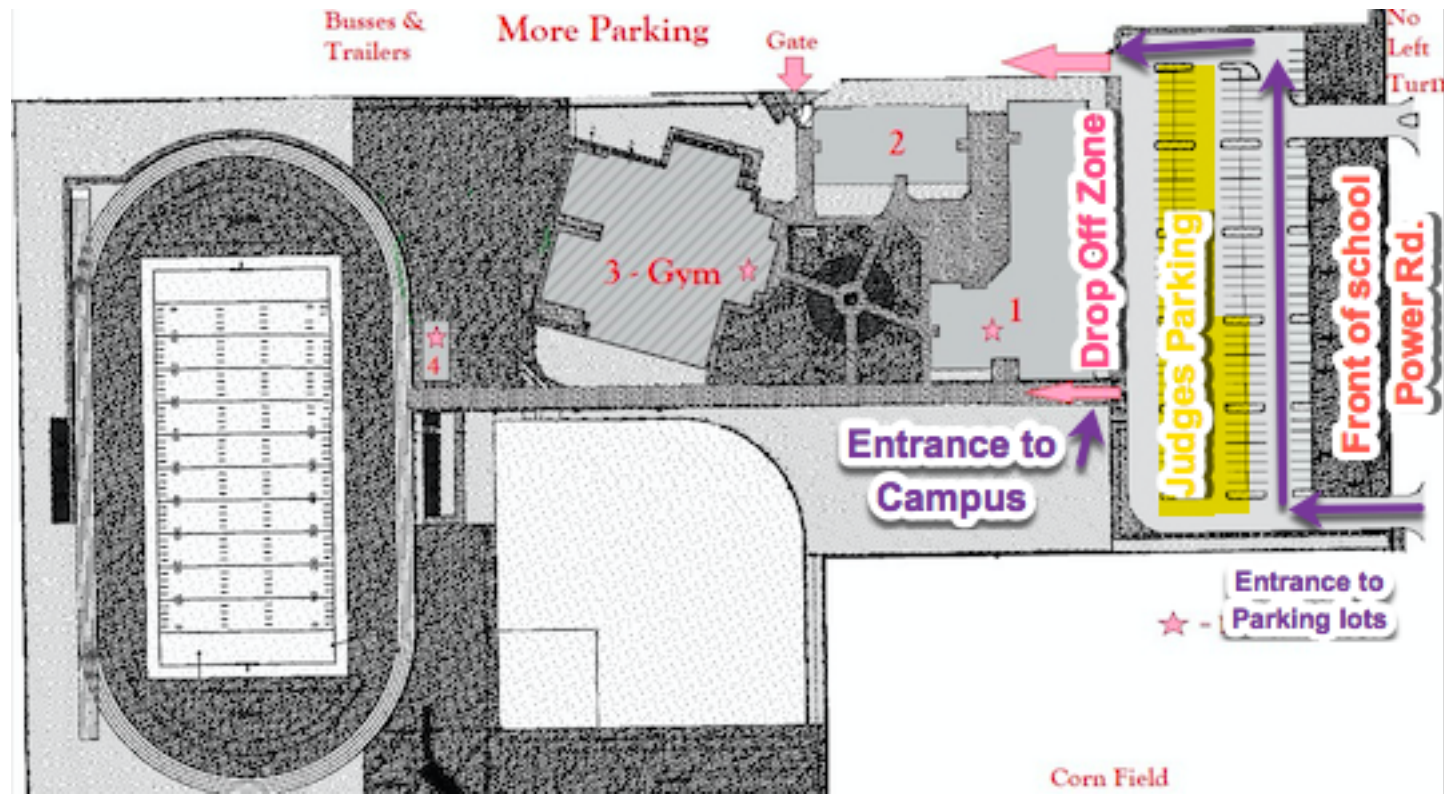 Busses &
Trailers
More Parking
Gate
No
Left
Turn
2
Drop Off Zone
Judges Parking
Front of school
Power Rd.
3 - Gym
1
4
Entrance to
Campus
Entrance to
Parking lots
-
Corn Field